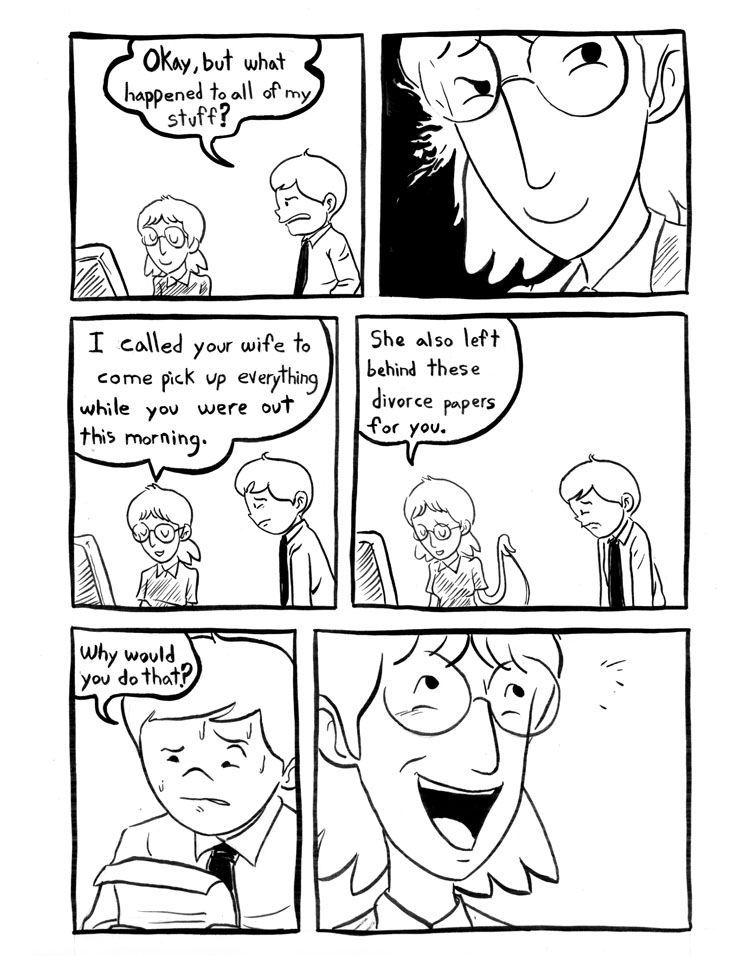 Okay, but what
happened to all of my
stuff?
I called your wife to
come pick up everything
while you were out
this morning.
She also left
behind these
divorce papers
for you.
Why would
you do that?